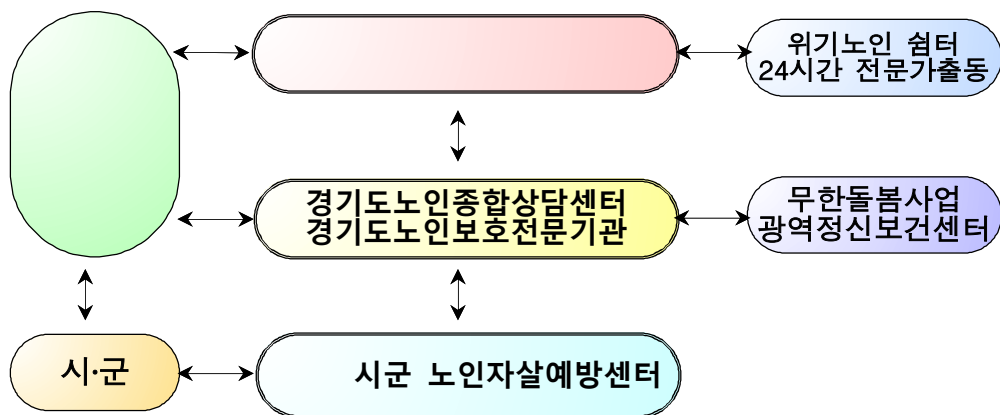 위기노인 쉼터
24시간 전문가출동
경기도노인종합상담센터
경기도노인보호전문기관
무한돌봄사업
광역정신보건센터
시·군
시군 노인자살예방센터